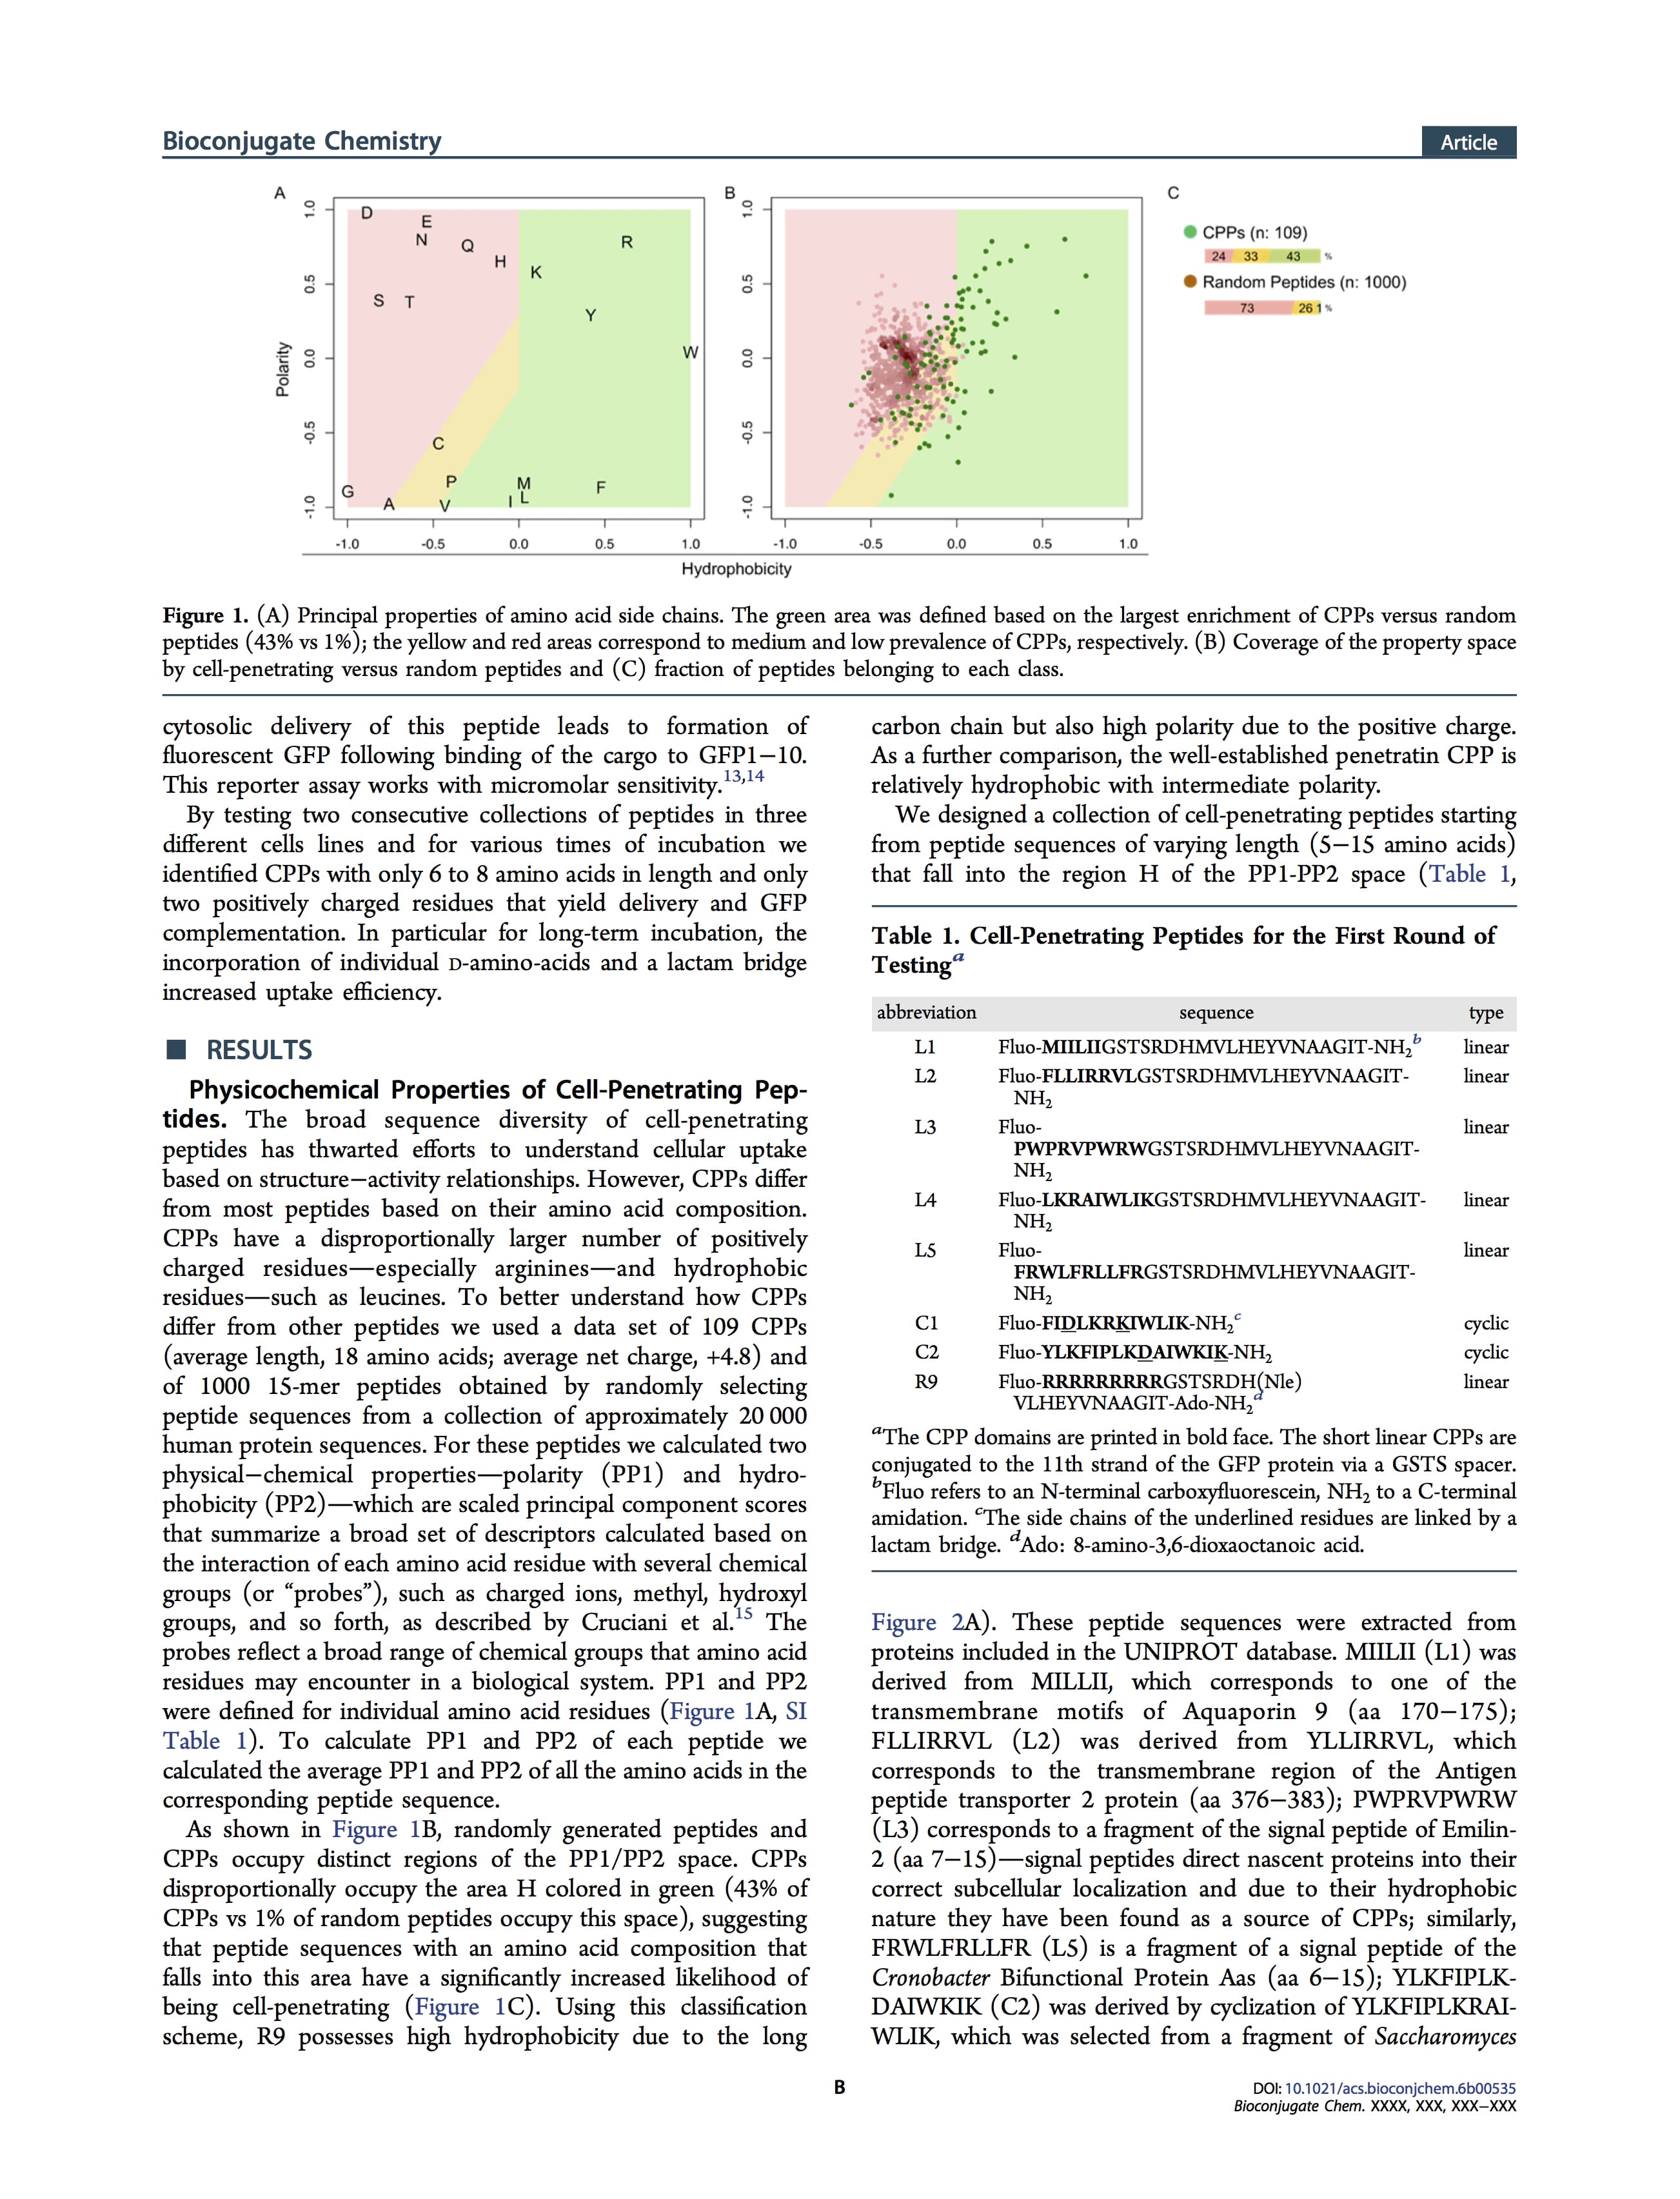 Bioconjugate Chemistry
Article
A
B
C
1.0
0.5
0.0
-0.5
-1.0
Polarity
D
E
N
Q
R
H
K
S
T
Y
W
C
G
P
M
F
A
V
I
L
-1.0
-0.5
0.0
0.5
1.0
1.0
0.5
0.0
-0.5
-1.0
-1.0
-0.5
0.0
0.5
1.0
Hydrophobicity
CPPs (n: 109)
24 33 43 %
Random Peptides (n: 1000)
73 26 1 %
Figure 1. (A) Principal properties of amino acid side chains. The green area was defined based on the largest enrichment of CPPs versus random
peptides (43% vs 1%); the yellow and red areas correspond to medium and low prevalence of CPPs, respectively. (B) Coverage of the property space
by cell-penetrating versus random peptides and (C) fraction of peptides belonging to each class.
cytosolic delivery of this peptide leads to formation of
fluorescent GFP following binding of the cargo to GFP1−10.
This reporter assay works with micromolar sensitivity.13,14
By testing two consecutive collections of peptides in three
different cells lines and for various times of incubation we
identified CPPs with only 6 to 8 amino acids in length and only
two positively charged residues that yield delivery and GFP
complementation. In particular for long-term incubation, the
incorporation of individual D-amino-acids and a lactam bridge
increased uptake efficiency.
■ RESULTS
Physicochemical Properties of Cell-Penetrating Pep-
tides. The broad sequence diversity of cell-penetrating
peptides has thwarted efforts to understand cellular uptake
based on structure−activity relationships. However, CPPs differ
from most peptides based on their amino acid composition.
CPPs have a disproportionally larger number of positively
charged residues—especially arginines—and hydrophobic
residues—such as leucines. To better understand how CPPs
differ from other peptides we used a data set of 109 CPPs
(average length, 18 amino acids; average net charge, +4.8) and
of 1000 15-mer peptides obtained by randomly selecting
peptide sequences from a collection of approximately 20 000
human protein sequences. For these peptides we calculated two
physical−chemical properties—polarity (PP1) and hydro-
phobicity (PP2)—which are scaled principal component scores
that summarize a broad set of descriptors calculated based on
the interaction of each amino acid residue with several chemical
groups (or “probes”), such as charged ions, methyl, hydroxyl
groups, and so forth, as described by Cruciani et al.15 The
probes reflect a broad range of chemical groups that amino acid
residues may encounter in a biological system. PP1 and PP2
were defined for individual amino acid residues (Figure 1A, SI
Table 1). To calculate PP1 and PP2 of each peptide we
calculated the average PP1 and PP2 of all the amino acids in the
corresponding peptide sequence.
As shown in Figure 1B, randomly generated peptides and
CPPs occupy distinct regions of the PP1/PP2 space. CPPs
disproportionally occupy the area H colored in green (43% of
CPPs vs 1% of random peptides occupy this space), suggesting
that peptide sequences with an amino acid composition that
falls into this area have a significantly increased likelihood of
being cell-penetrating (Figure 1C). Using this classification
scheme, R9 possesses high hydrophobicity due to the long
carbon chain but also high polarity due to the positive charge.
As a further comparison, the well-established penetratin CPP is
relatively hydrophobic with intermediate polarity.
We designed a collection of cell-penetrating peptides starting
from peptide sequences of varying length (5−15 amino acids)
that fall into the region H of the PP1-PP2 space (Table 1,
Table 1. Cell-Penetrating Peptides for the First Round of
Testinga
abbreviation sequence type
L1 Fluo-MIILIIGSTSRDHMVLHEYVNAAGIT-NH2b linear
L2 Fluo-FLLIRRVLGSTSRDHMVLHEYVNAAGIT- linear
NH2
L3 Fluo- linear
PWPRVPWRWGSTSRDHMVLHEYVNAAGIT-
NH2
L4 Fluo-LKRAIWLIKGSTSRDHMVLHEYVNAAGIT- linear
NH2
L5 Fluo- linear
FRWLFRLLFRGSTSRDHMVLHEYVNAAGIT-
NH2
C1 Fluo-FIDLKRKIWLIK-NH2c cyclic
C2 Fluo-YLKFIPLKDAIWKIK-NH2 cyclic
R9 Fluo-RRRRRRRRRGSTSRDH(Nle) linear
VLHEYVNAAGIT-Ado-NH2d
aThe CPP domains are printed in bold face. The short linear CPPs are
conjugated to the 11th strand of the GFP protein via a GSTS spacer.
bFluo refers to an N-terminal carboxyfluorescein, NH2 to a C-terminal
amidation. cThe side chains of the underlined residues are linked by a
lactam bridge. dAdo: 8-amino-3,6-dioxaoctanoic acid.
Figure 2A). These peptide sequences were extracted from
proteins included in the UNIPROT database. MIILII (L1) was
derived from MILLII, which corresponds to one of the
transmembrane motifs of Aquaporin 9 (aa 170−175);
FLLIRRVL (L2) was derived from YLLIRRVL, which
corresponds to the transmembrane region of the Antigen
peptide transporter 2 protein (aa 376−383); PWPRVPWRW
(L3) corresponds to a fragment of the signal peptide of Emilin-
2 (aa 7−15)—signal peptides direct nascent proteins into their
correct subcellular localization and due to their hydrophobic
nature they have been found as a source of CPPs; similarly,
FRWLFRLLFR (L5) is a fragment of a signal peptide of the
Cronobacter Bifunctional Protein Aas (aa 6−15); YLKFIPLK-
DAIWKIK (C2) was derived by cyclization of YLKFIPLKRAI-
WLIK, which was selected from a fragment of Saccharomyces
B
DOI: 10.1021/acs.bioconjchem.6b00535
Bioconjugate Chem. XXXX, XXX, XXX−XXX